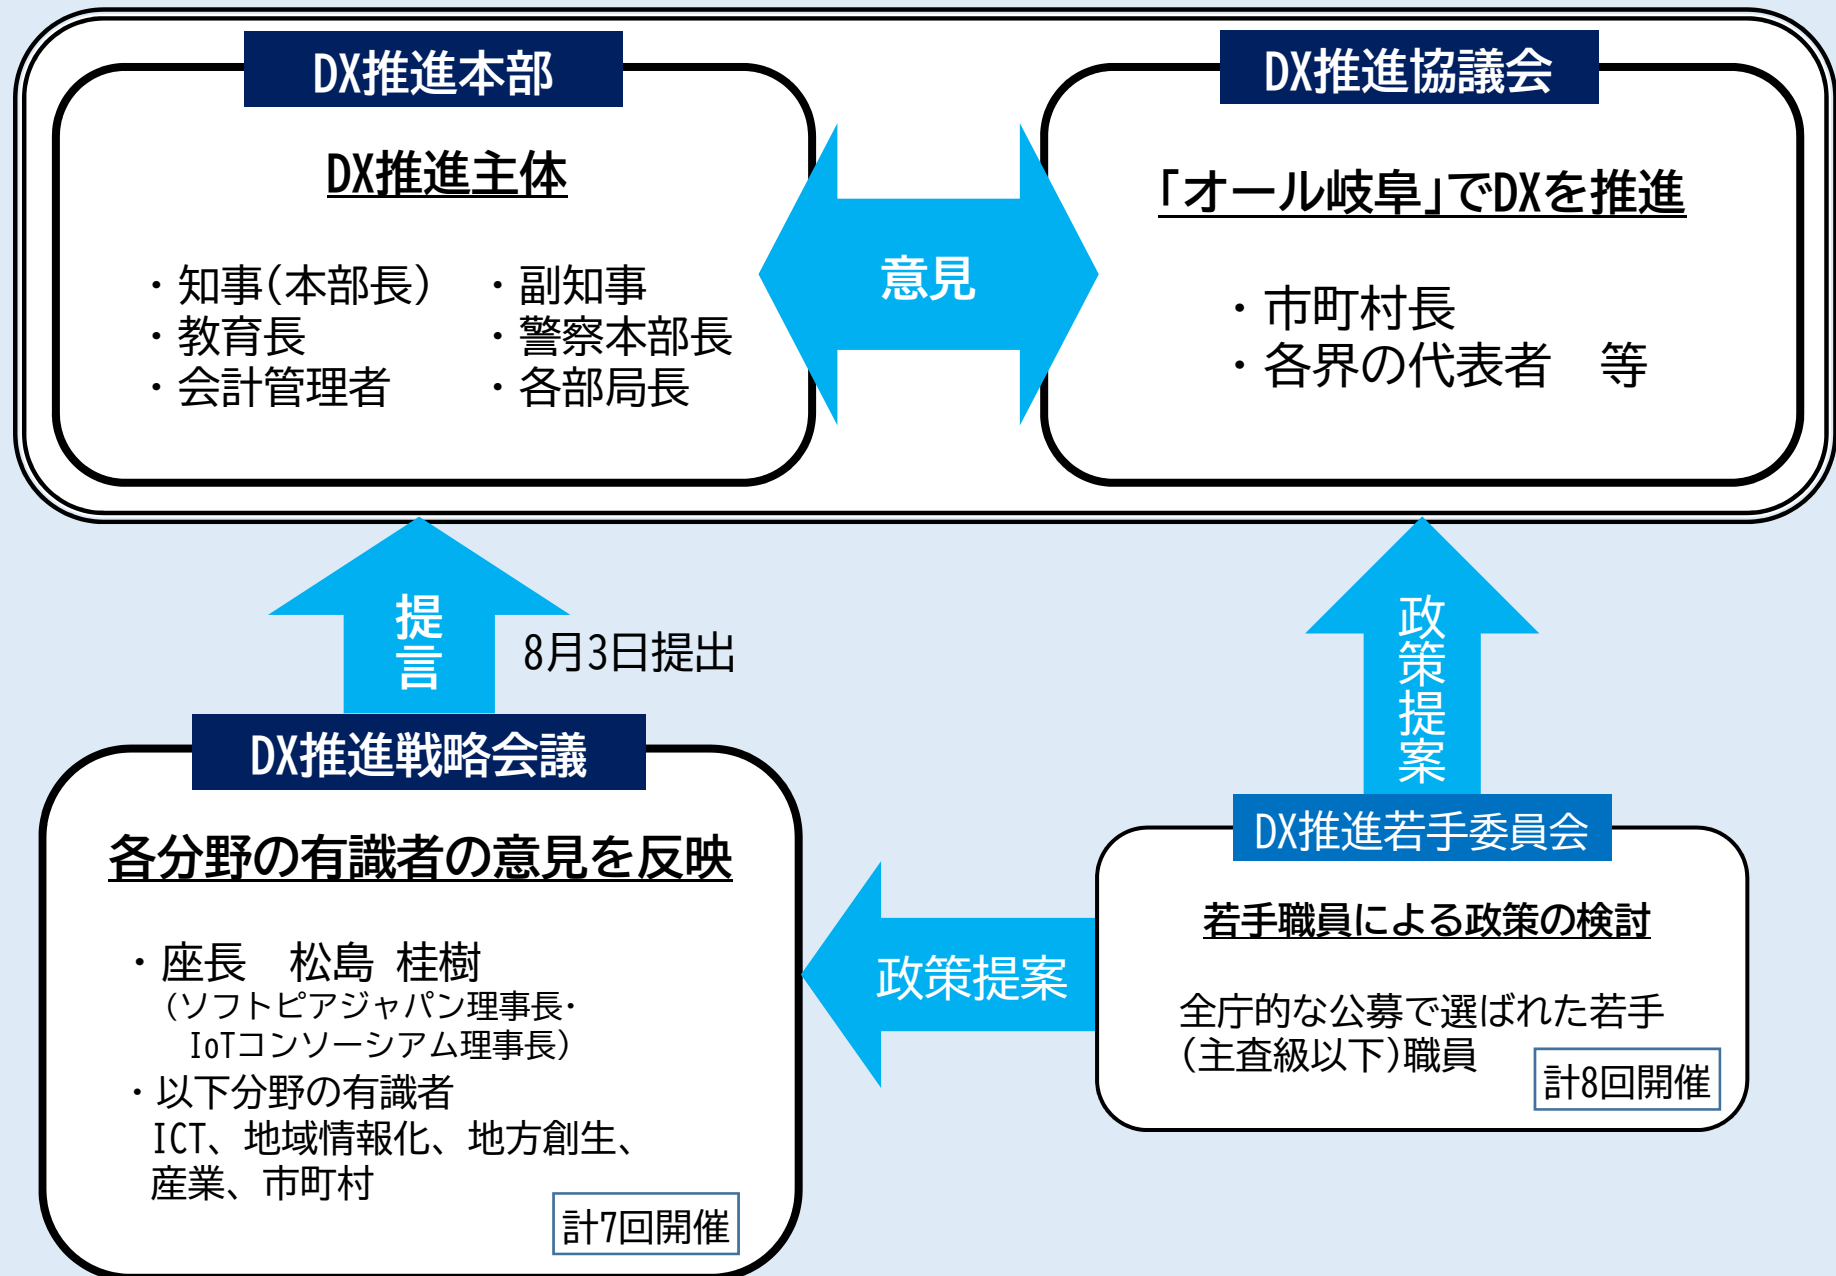 DX推進本部
DX推進主体
・知事(本部長)　・副知事
・教育長　・警察本部長
・会計管理者　・各部局長
意見
DX推進協議会
「オール岐阜」でDXを推進
・市町村長
・各界の代表者　等
提言
8月3日提出
政策提案
DX推進戦略会議
各分野の有識者の意見を反映
・座長　松島 桂樹
(ソフトピアジャパン理事長・
IoTコンソーシアム理事長)
・以下分野の有識者
ICT、地域情報化、地方創生、
産業、市町村
計7回開催
政策提案
DX推進若手委員会
若手職員による政策の検討
全庁的な公募で選ばれた若手
(主査級以下)職員
計8回開催